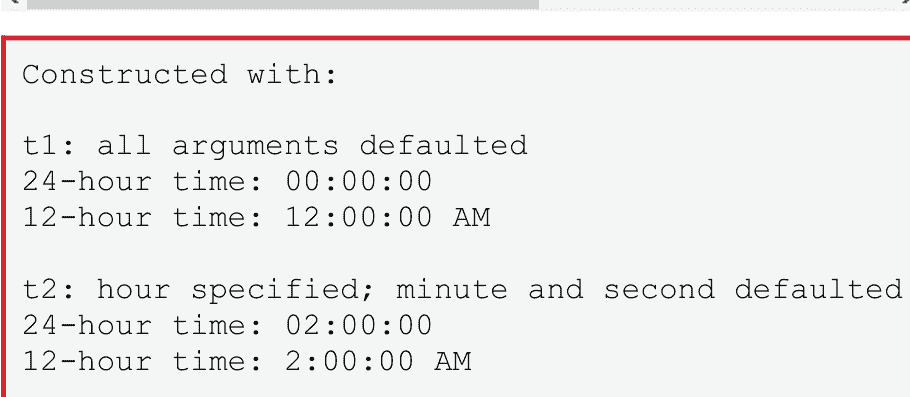 Constructed with:
t1: all arguments defaulted
24-hour time: 00:00:00
12-hour time: 12:00:00 AM
t2: hour specified; minute and second defaulted
24-hour time: 02:00:00
12-hour time: 2:00:00 AM